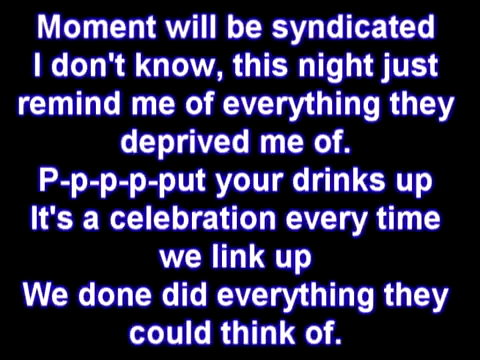 Moment will be syndicated
I don't know, this night just
remind me of everything they
deprived me of.
P-p-p-p-put your drinks up
It's a celebration every time
we link up
We done did everything they
could think of.